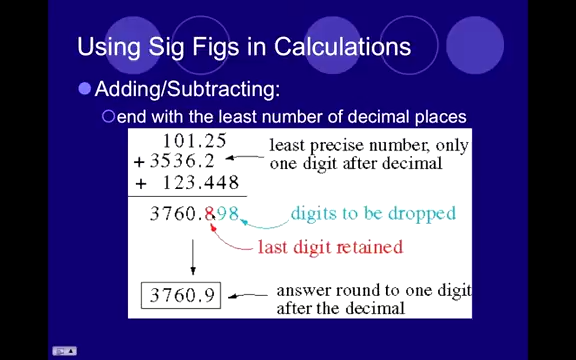 Using Sig Figs in Calculations
Adding/Subtracting:
end with the least number of decimal places
101.25
+3536.2
least precise number, only
one digit after decimal
+ 123.448
3760.898
digits to be dropped
last digit retained
3760.9
answer round to one digit
after the decimal